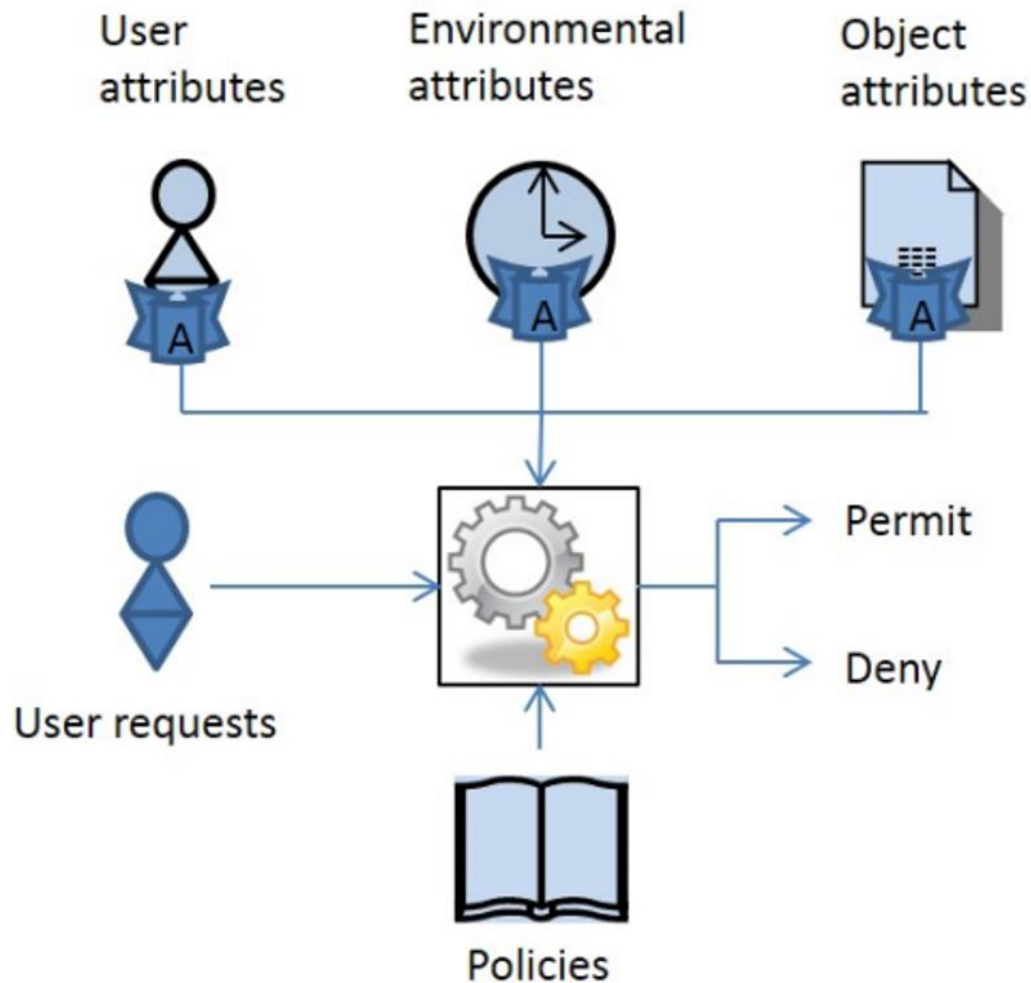 User
attributes
Environmental
attributes
Object
attributes
A
A
A
User requests
Permit
Deny
Policies